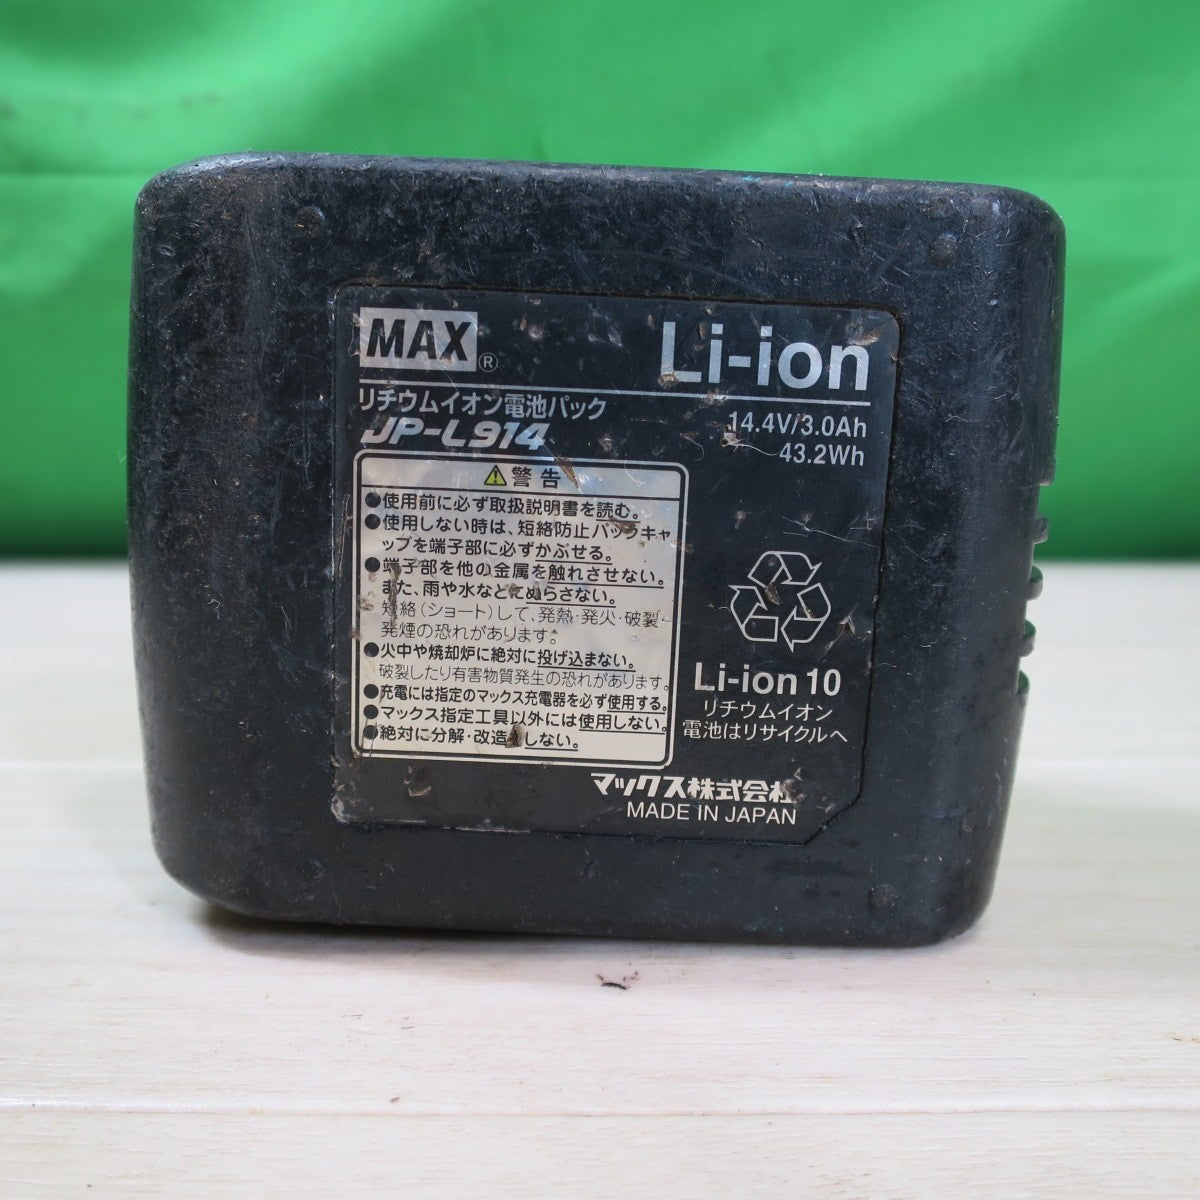 MAX®
Li-ion
リチウムイオン電池パック
JP-L914
14.4V/3.0Ah
43.2Wh
警告
●使用前に必ず取扱説明書を読む。
●使用しない時は、短絡防止パックキャ
ップを端子部に必ずかぶせる。
●端子部を他の金属を触れさせない。
また、雨や水などにぬらさない。
短絡(ショート)して、発熱・発火・破裂・
発煙の恐れがあります。
●火中や焼却炉に絶対に投げ込まない。
破裂したり有害物質発生の恐れがあります。
●充電には指定のマックス充電器を必ず使用する。
●マックス指定工具以外には使用しない。
●絶対に分解・改造をしない。
Li-ion 10
リチウムイオン
電池はリサイクルへ
マックス株式会社
MADE IN JAPAN